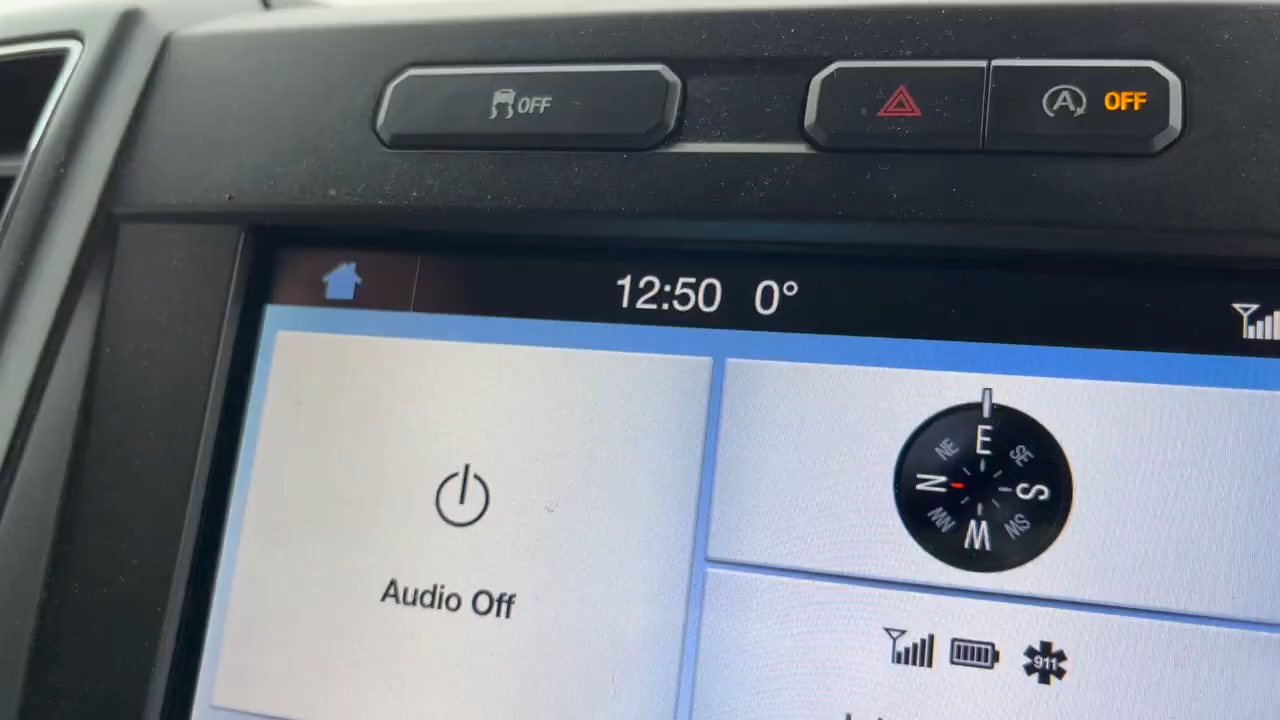 OFF
A OFF
12:50 0°
Audio Off
E
NE SE
N S
NW SW
W
911